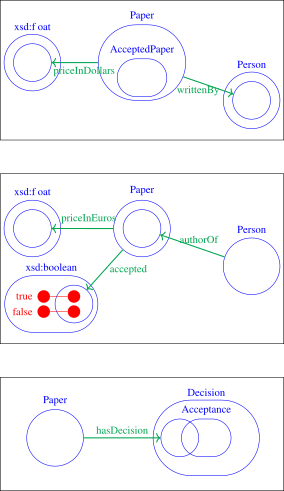 Paper
xsd:f oat
AcceptedPaper
Person
priceInDollars
writtenBy
xsd:f oat
Paper
priceInEuros
Person
authorOf
xsd:boolean
accepted
true
false
Paper
Decision
Acceptance
hasDecision